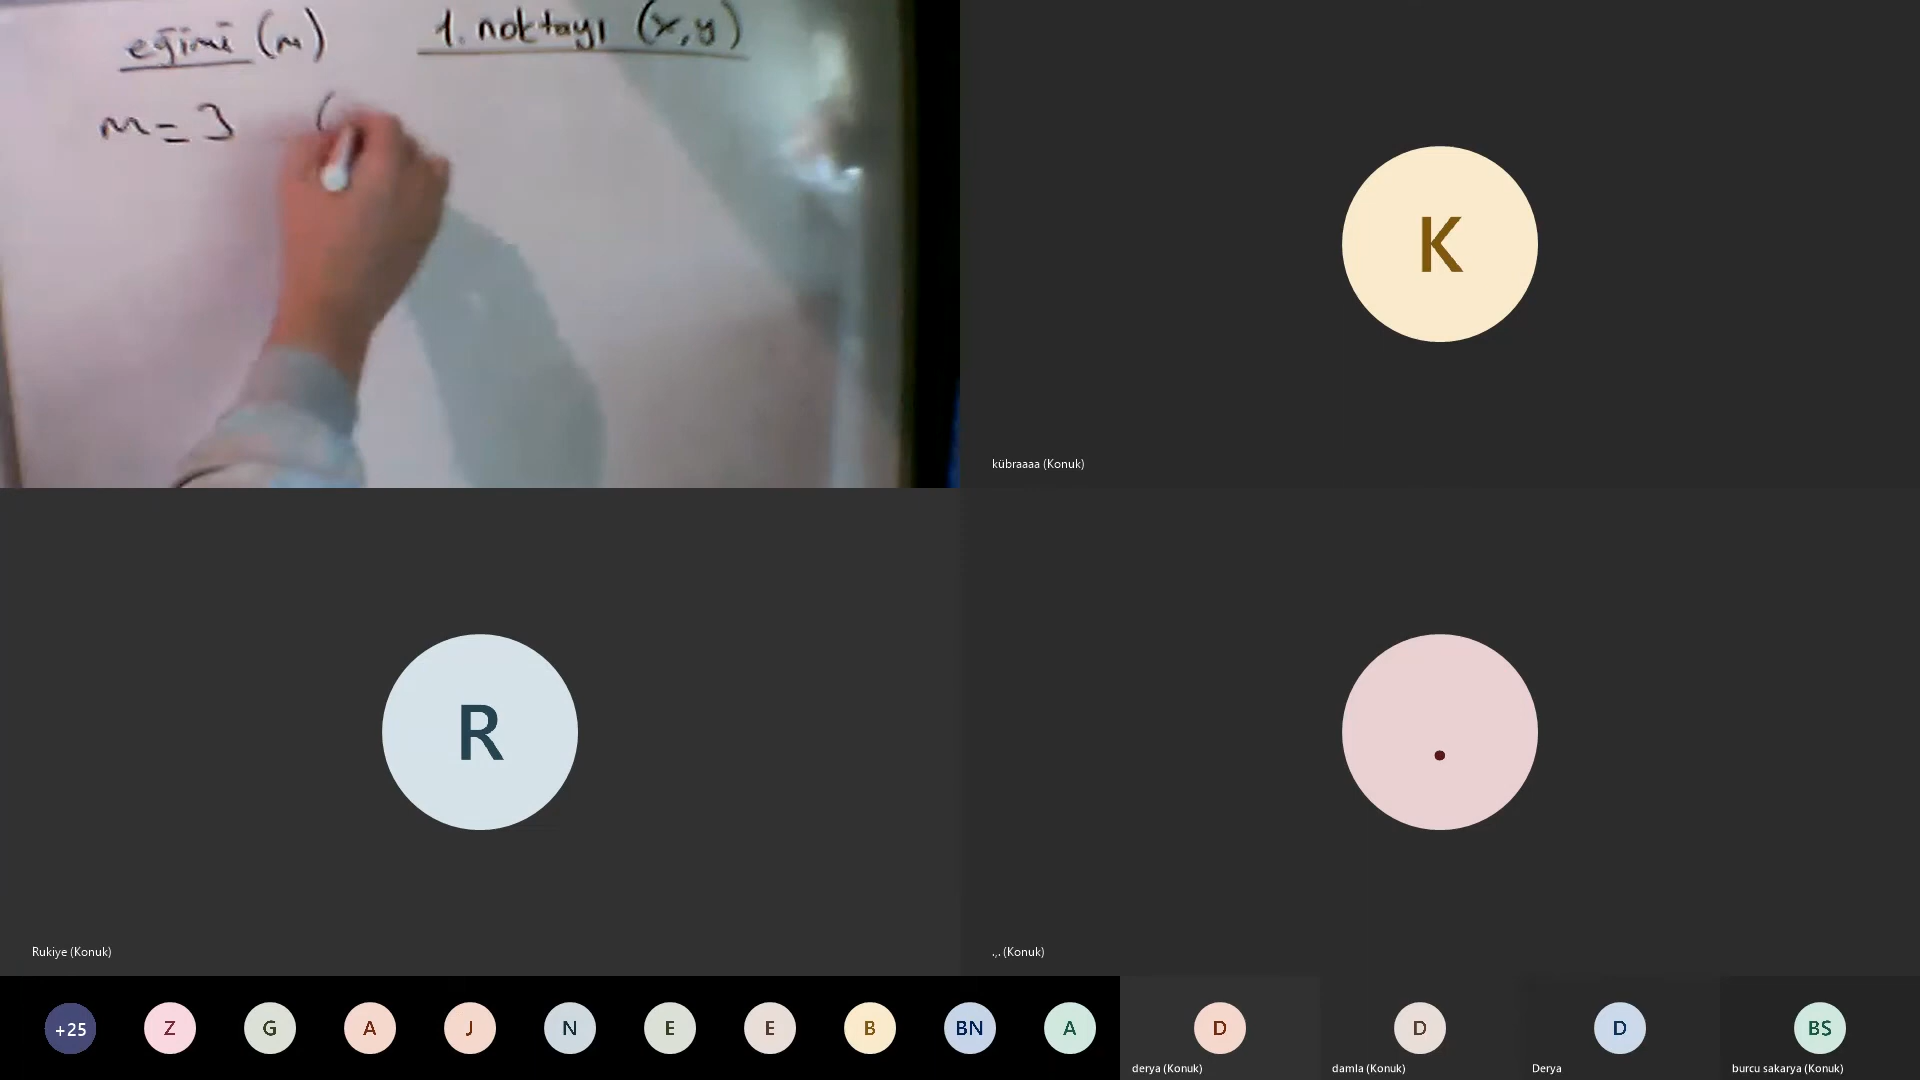 eğimi (m) 1. noktayı (x,y)
m=3 (
K
kübraaaa (Konuk)
R
Rukiye (Konuk)
.
.,. (Konuk)
+25 Z G A J N E E B BN A D D D BS
derya (Konuk) damla (Konuk) Derya burcu sakarya (Konuk)